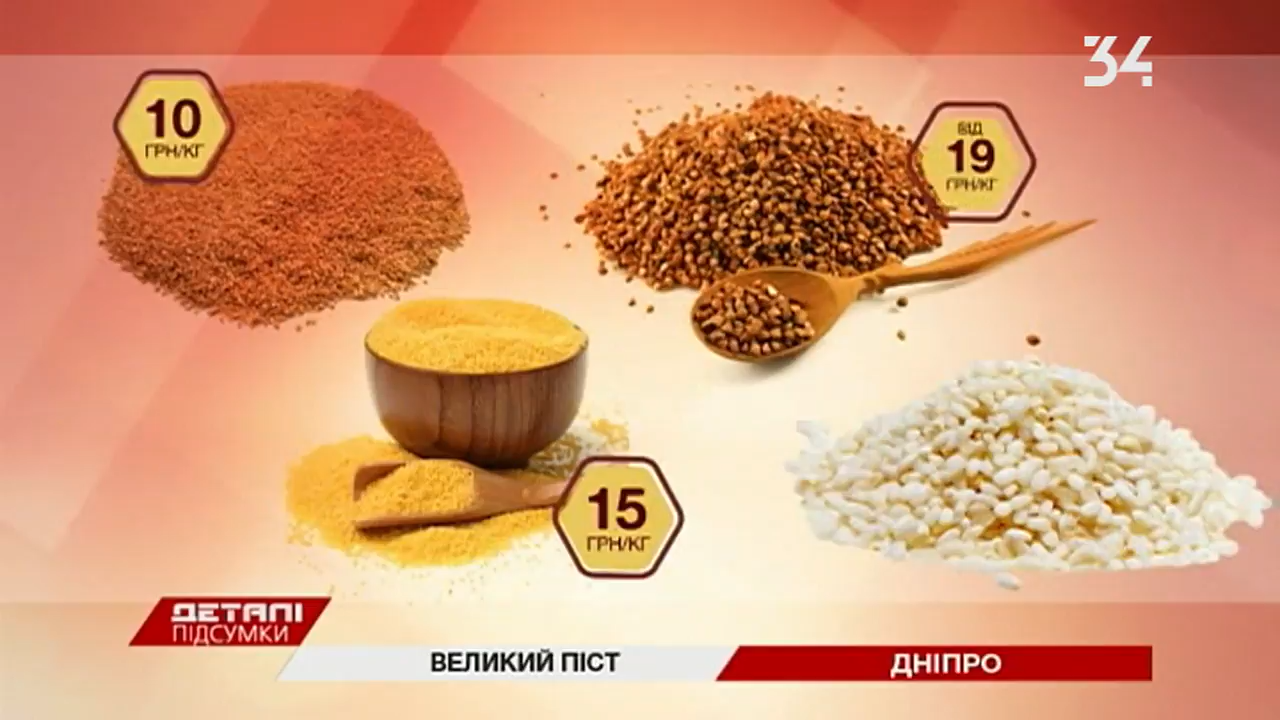 34
10
ГРН/КГ
ВІД
19
ГРН/КГ
15
ГРН/КГ
ДЕТАЛІ
ПІДСУМКИ
ВЕЛИКИЙ ПІСТ
ДНІПРО